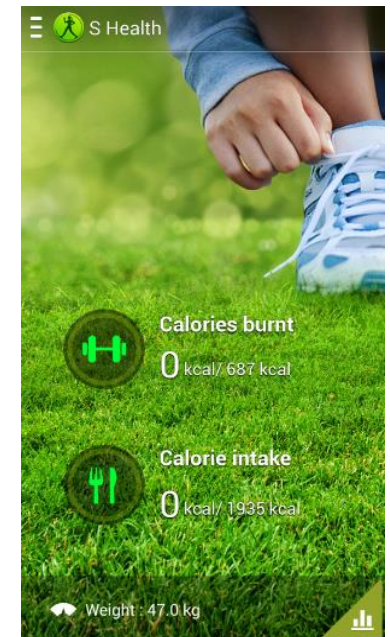 S Health
Calories burnt
0 kcal/ 687 kcal
Calorie intake
0 kcal/ 1935 kcal
Weight : 47.0 kg